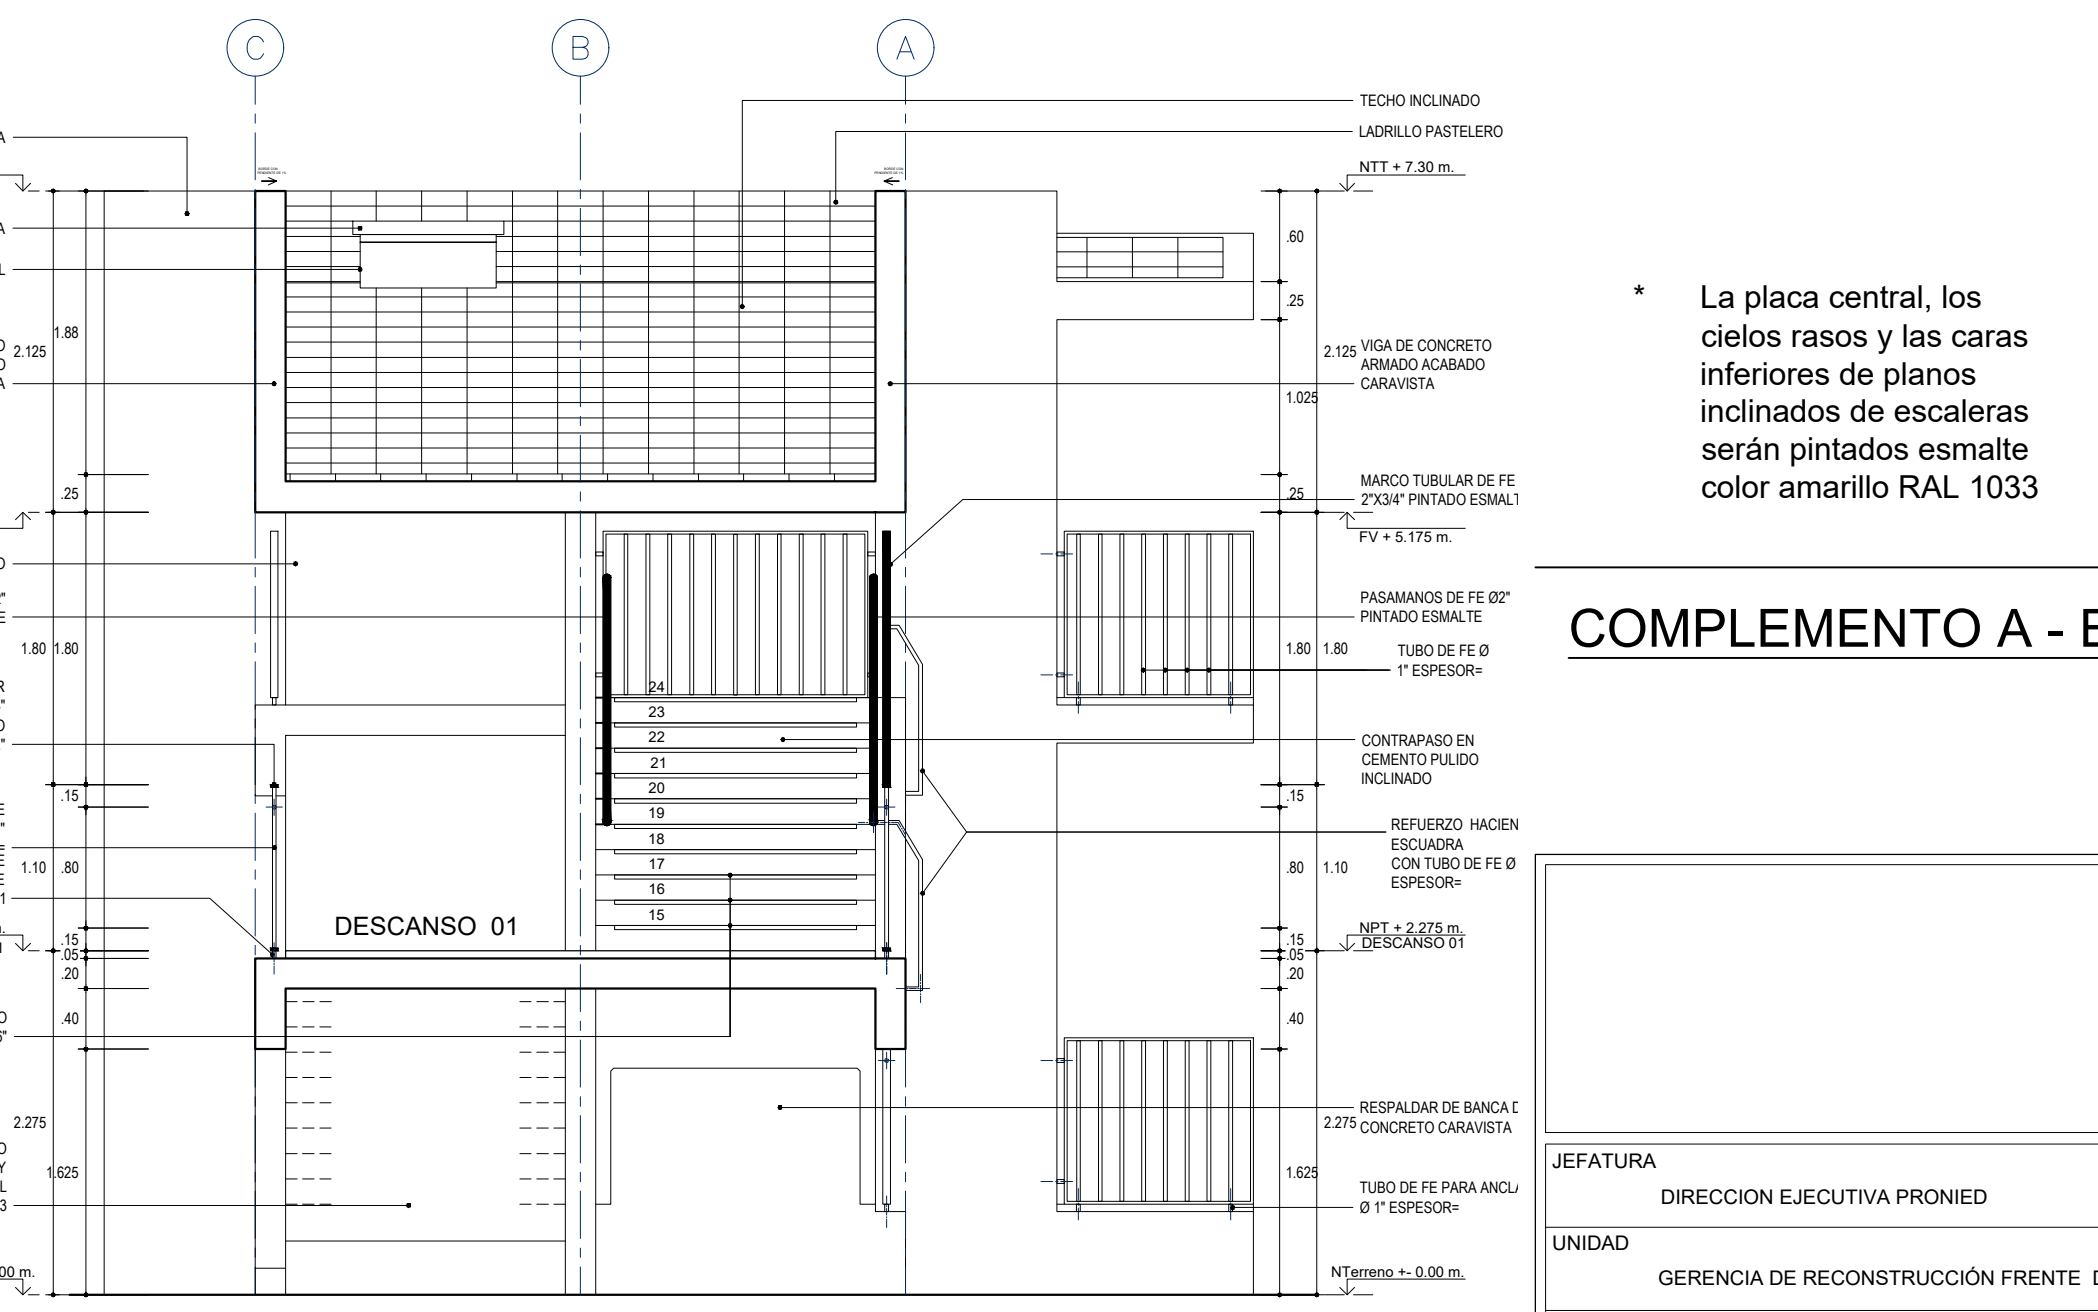 C
B
A
TECHO INCLINADO
LADRILLO PASTELERO
NTT + 7.30 m.
.60
.25
2.125
1.88
2.125
VIGA DE CONCRETO
ARMADO ACABADO
CARAVISTA
1.025
.25
.25
MARCO TUBULAR DE FE
2"X3/4" PINTADO ESMALT
FV + 5.175 m.
PASAMANOS DE FE Ø2"
PINTADO ESMALTE
1.80
1.80
1.80
1.80
TUBO DE FE Ø
1" ESPESOR=
24
23
22
21
20
19
18
17
16
15
CONTRAPASO EN
CEMENTO PULIDO
INCLINADO
.15
.15
REFUERZO HACIEN
ESCUADRA
CON TUBO DE FE Ø
ESPESOR=
1.10
.80
.80
1.10
DESCANSO 01
NPT + 2.275 m.
DESCANSO 01
.15
.05
.20
.15
.05
.20
.40
.40
2.275
1.625
RESPALDAR DE BANCA D
CONCRETO CARAVISTA
2.275
1.625
TUBO DE FE PARA ANCLA
Ø 1" ESPESOR=
00 m.
NTerreno +- 0.00 m.
* La placa central, los
cielos rasos y las caras
inferiores de planos
inclinados de escaleras
serán pintados esmalte
color amarillo RAL 1033
COMPLEMENTO A - E
JEFATURA
DIRECCION EJECUTIVA PRONIED
UNIDAD
GERENCIA DE RECONSTRUCCIÓN FRENTE D